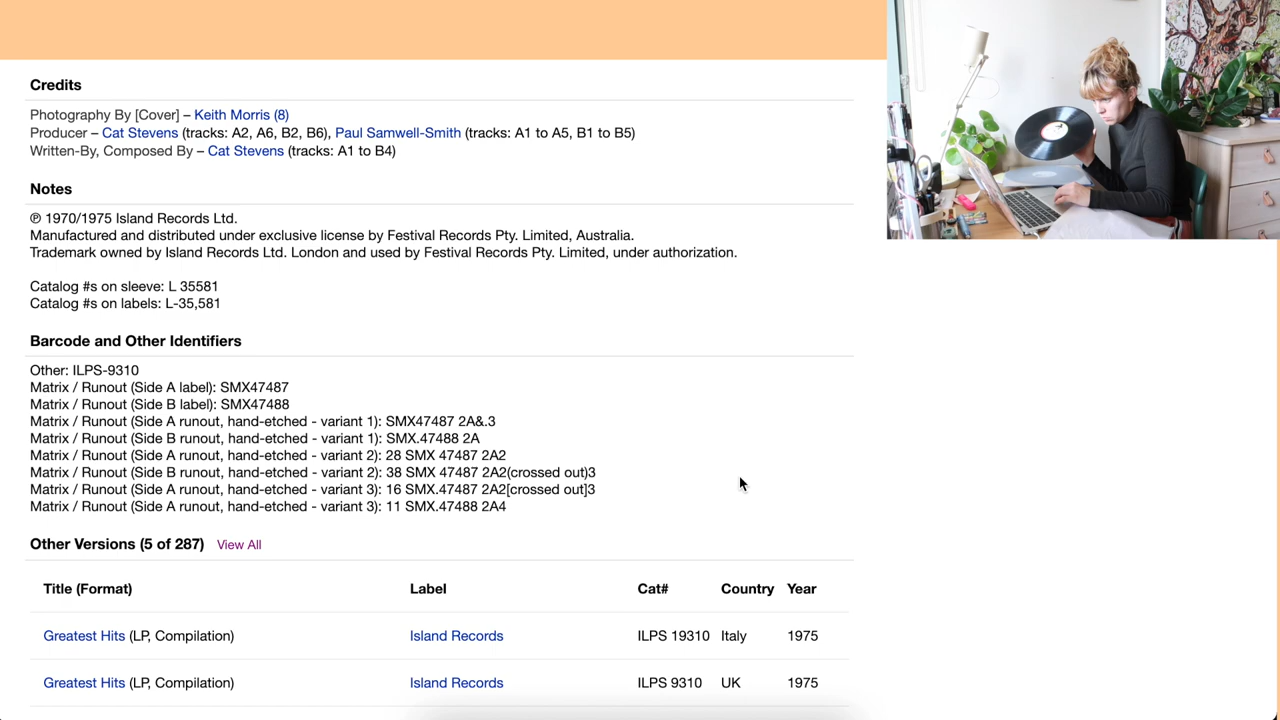 Credits
Photography By [Cover] – Keith Morris (8)
Producer – Cat Stevens (tracks: A2, A6, B2, B6), Paul Samwell-Smith (tracks: A1 to A5, B1 to B5)
Written-By, Composed By – Cat Stevens (tracks: A1 to B4)
Notes
℗ 1970/1975 Island Records Ltd.
Manufactured and distributed under exclusive license by Festival Records Pty. Limited, Australia.
Trademark owned by Island Records Ltd. London and used by Festival Records Pty. Limited, under authorization.
Catalog #s on sleeve: L 35581
Catalog #s on labels: L-35,581
Barcode and Other Identifiers
Other: ILPS-9310
Matrix / Runout (Side A label): SMX47487
Matrix / Runout (Side B label): SMX47488
Matrix / Runout (Side A runout, hand-etched - variant 1): SMX47487 2A&.3
Matrix / Runout (Side B runout, hand-etched - variant 1): SMX.47488 2A
Matrix / Runout (Side A runout, hand-etched - variant 2): 28 SMX 47487 2A2
Matrix / Runout (Side B runout, hand-etched - variant 2): 38 SMX 47487 2A2(crossed out)3
Matrix / Runout (Side A runout, hand-etched - variant 3): 16 SMX.47487 2A2[crossed out]3
Matrix / Runout (Side A runout, hand-etched - variant 3): 11 SMX.47488 2A4
Other Versions (5 of 287) View All
Title (Format) Label Cat# Country Year
Greatest Hits (LP, Compilation) Island Records ILPS 19310 Italy 1975
Greatest Hits (LP, Compilation) Island Records ILPS 9310 UK 1975